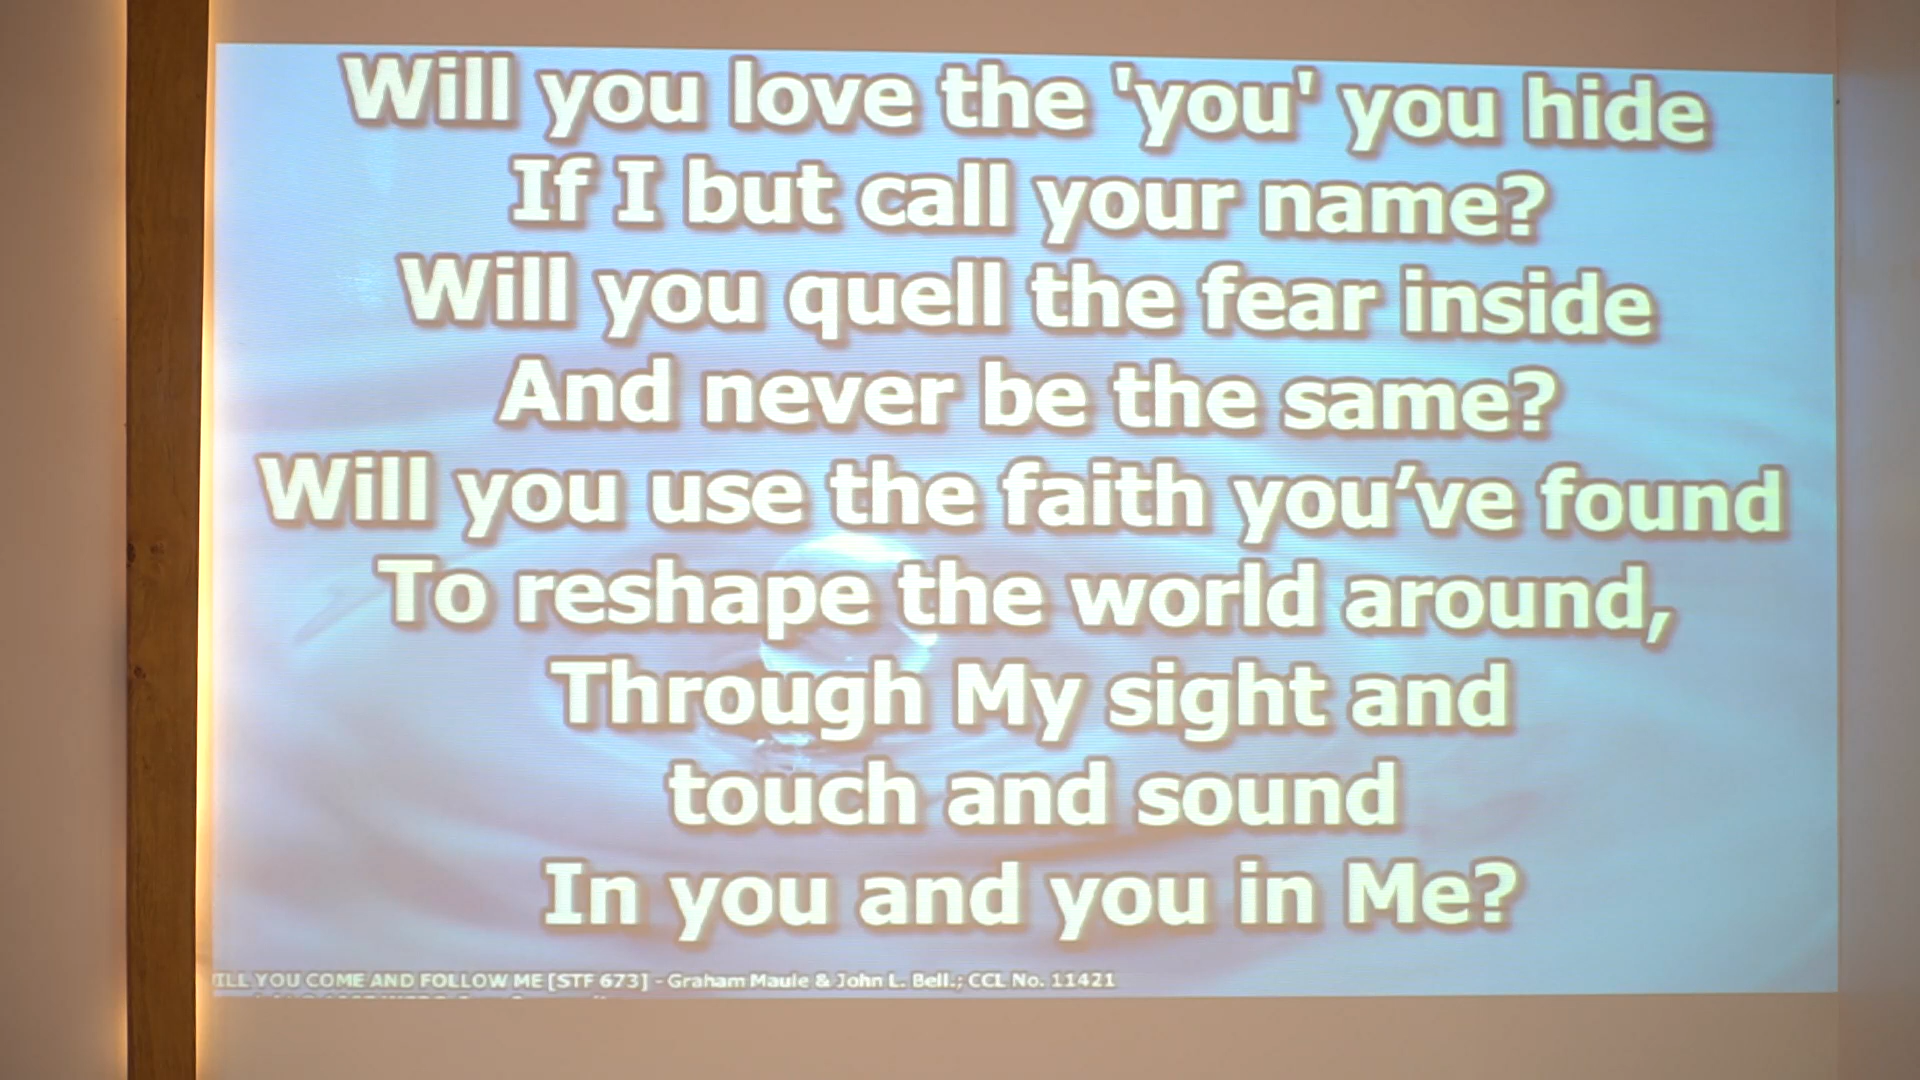 Will you love the 'you' you hide
If I but call your name?
Will you quell the fear inside
And never be the same?
Will you use the faith you’ve found
To reshape the world around,
Through My sight and
touch and sound
In you and you in Me?
ILL YOU COME AND FOLLOW ME [STF 673] - Graham Maule & John L. Bell.; CCL No. 11421